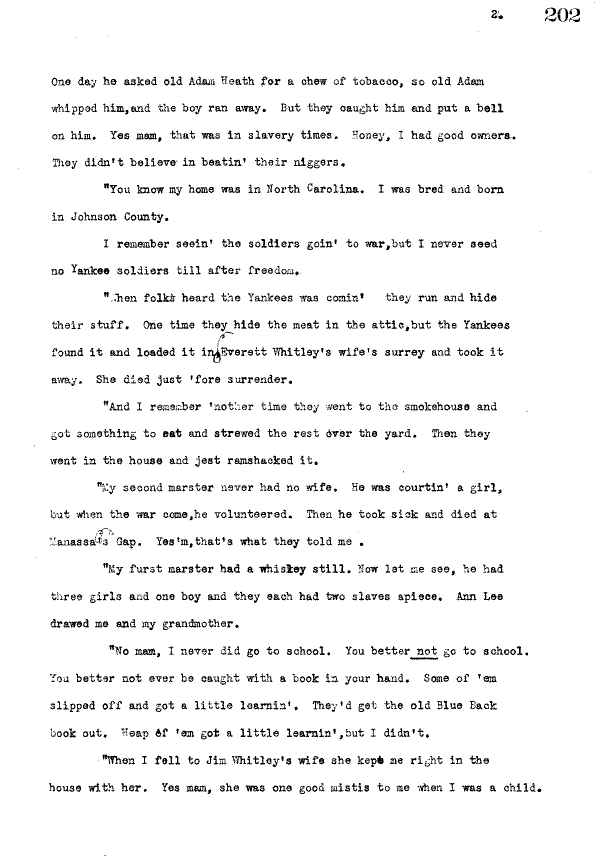 2. 202
One day he asked old Adam Heath for a chew of tobacco, so old Adam
whipped him,and the boy ran away. But they caught him and put a bell
on him. Yes mam, that was in slavery times. Honey, I had good owners.
They didn't believe in beatin' their niggers.
"You know my home was in North Carolina. I was bred and born
in Johnson County.
I remember seein' the soldiers goin' to war,but I never seed
no Yankee soldiers till after freedom.
"When folks heard the Yankees was comin' they run and hide
their stuff. One time they hide the meat in the attic,but the Yankees
found it and loaded it in Everett Whitley's wife's surrey and took it
away. She died just 'fore surrender.
"And I remember 'nother time they went to the smokehouse and
got something to eat and strewed the rest over the yard. Then they
went in the house and jest ramshacked it.
"My second marster never had no wife. He was courtin' a girl,
but when the war come,he volunteered. Then he took sick and died at
Manassas Gap. Yes'm,that's what they told me .
"My furst marster had a whiskey still. Now let me see, he had
three girls and one boy and they each had two slaves apiece. Ann Lee
drawed me and my grandmother.
"No mam, I never did go to school. You better not go to school.
You better not ever be caught with a book in your hand. Some of 'em
slipped off and got a little learnin'. They'd get the old Blue Back
book out. Heap of 'em got a little learnin',but I didn't.
"When I fell to Jim Whitley's wife she kept me right in the
house with her. Yes mam, she was one good mistis to me when I was a child.